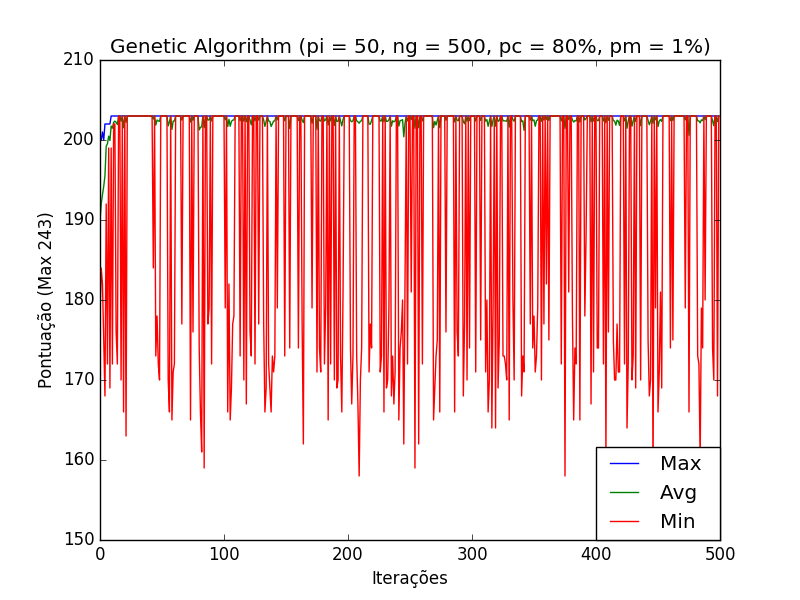 Genetic Algorithm (pi = 50, ng = 500, pc = 80%, pm = 1%)
210
200
190
180
170
160
150
Pontuação (Max 243)
0 100 200 300 400 500
Iterações
Max
Avg
Min